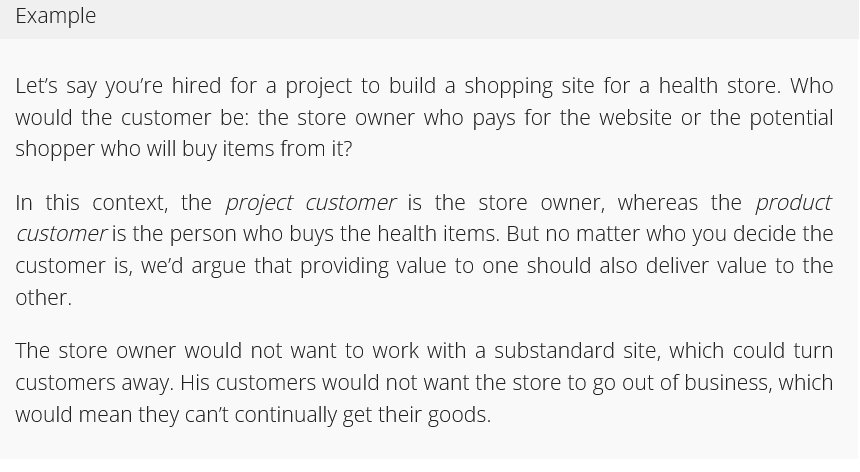 Example
Let's say you're hired for a project to build a shopping site for a health store. Who
would the customer be: the store owner who pays for the website or the potential
shopper who will buy items from it?
In this context, the project customer is the store owner, whereas the product
customer is the person who buys the health items. But no matter who you decide the
customer is, we'd argue that providing value to one should also deliver value to the
other.
The store owner would not want to work with a substandard site, which could turn
customers away. His customers would not want the store to go out of business, which
would mean they can't continually get their goods.